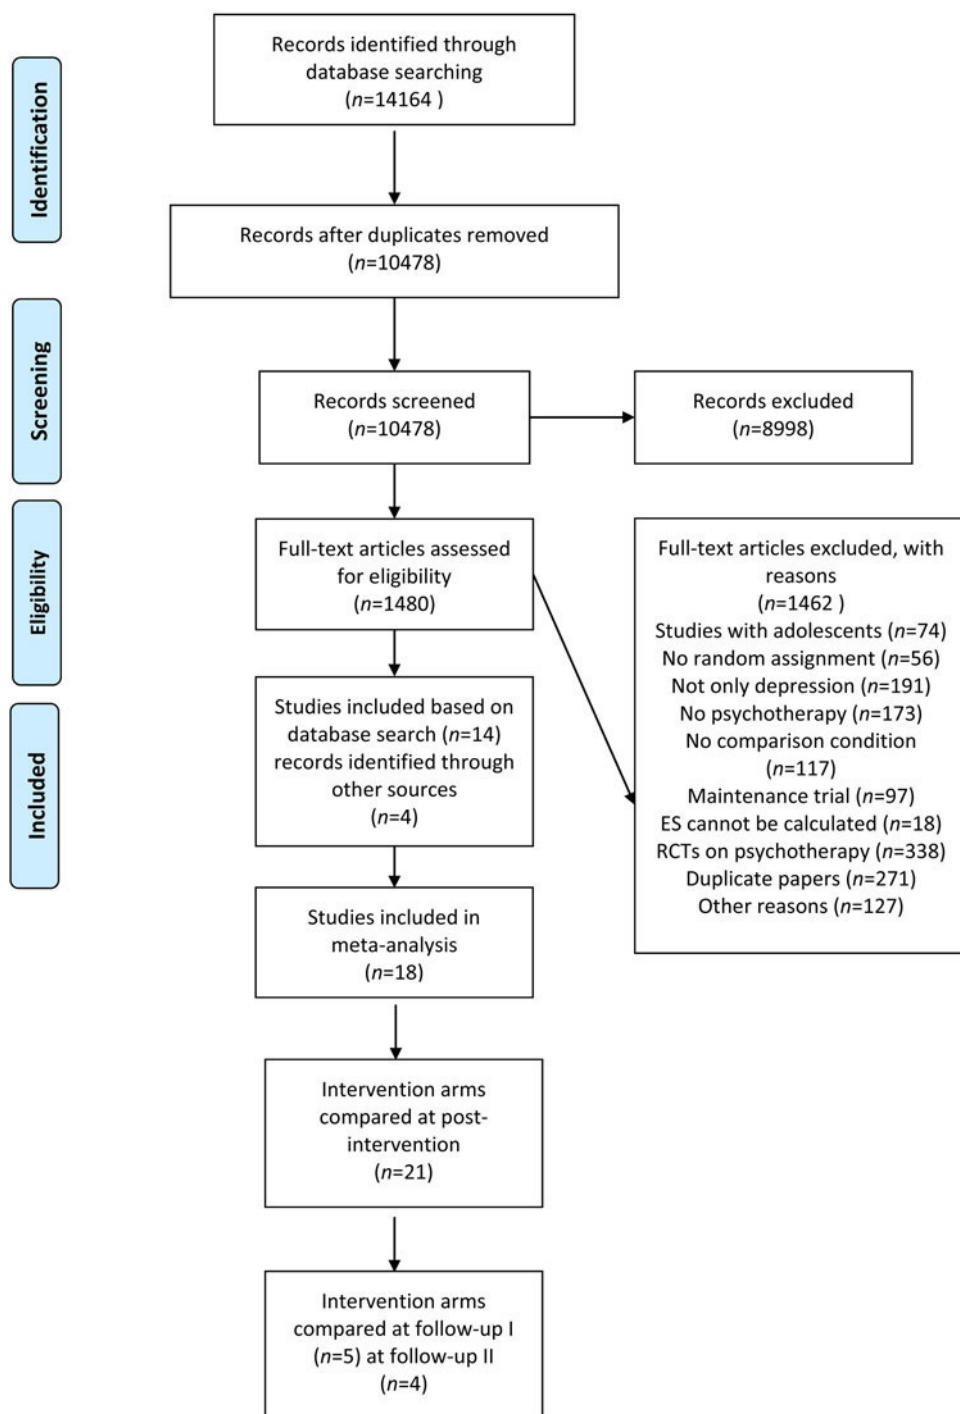 Identification
Records identified through
database searching
(n=14164 )
Records after duplicates removed
(n=10478)
Screening
Records screened
(n=10478)
Records excluded
(n=8998)
Eligibility
Full-text articles assessed
for eligibility
(n=1480)
Full-text articles excluded, with
reasons
(n=1462 )
Studies with adolescents (n=74)
No random assignment (n=56)
Not only depression (n=191)
No psychotherapy (n=173)
No comparison condition
(n=117)
Maintenance trial (n=97)
ES cannot be calculated (n=18)
RCTs on psychotherapy (n=338)
Duplicate papers (n=271)
Other reasons (n=127)
Included
Studies included based on
database search (n=14)
records identified through
other sources
(n=4)
Studies included in
meta-analysis
(n=18)
Intervention arms
compared at post-
intervention
(n=21)
Intervention arms
compared at follow-up I
(n=5) at follow-up II
(n=4)